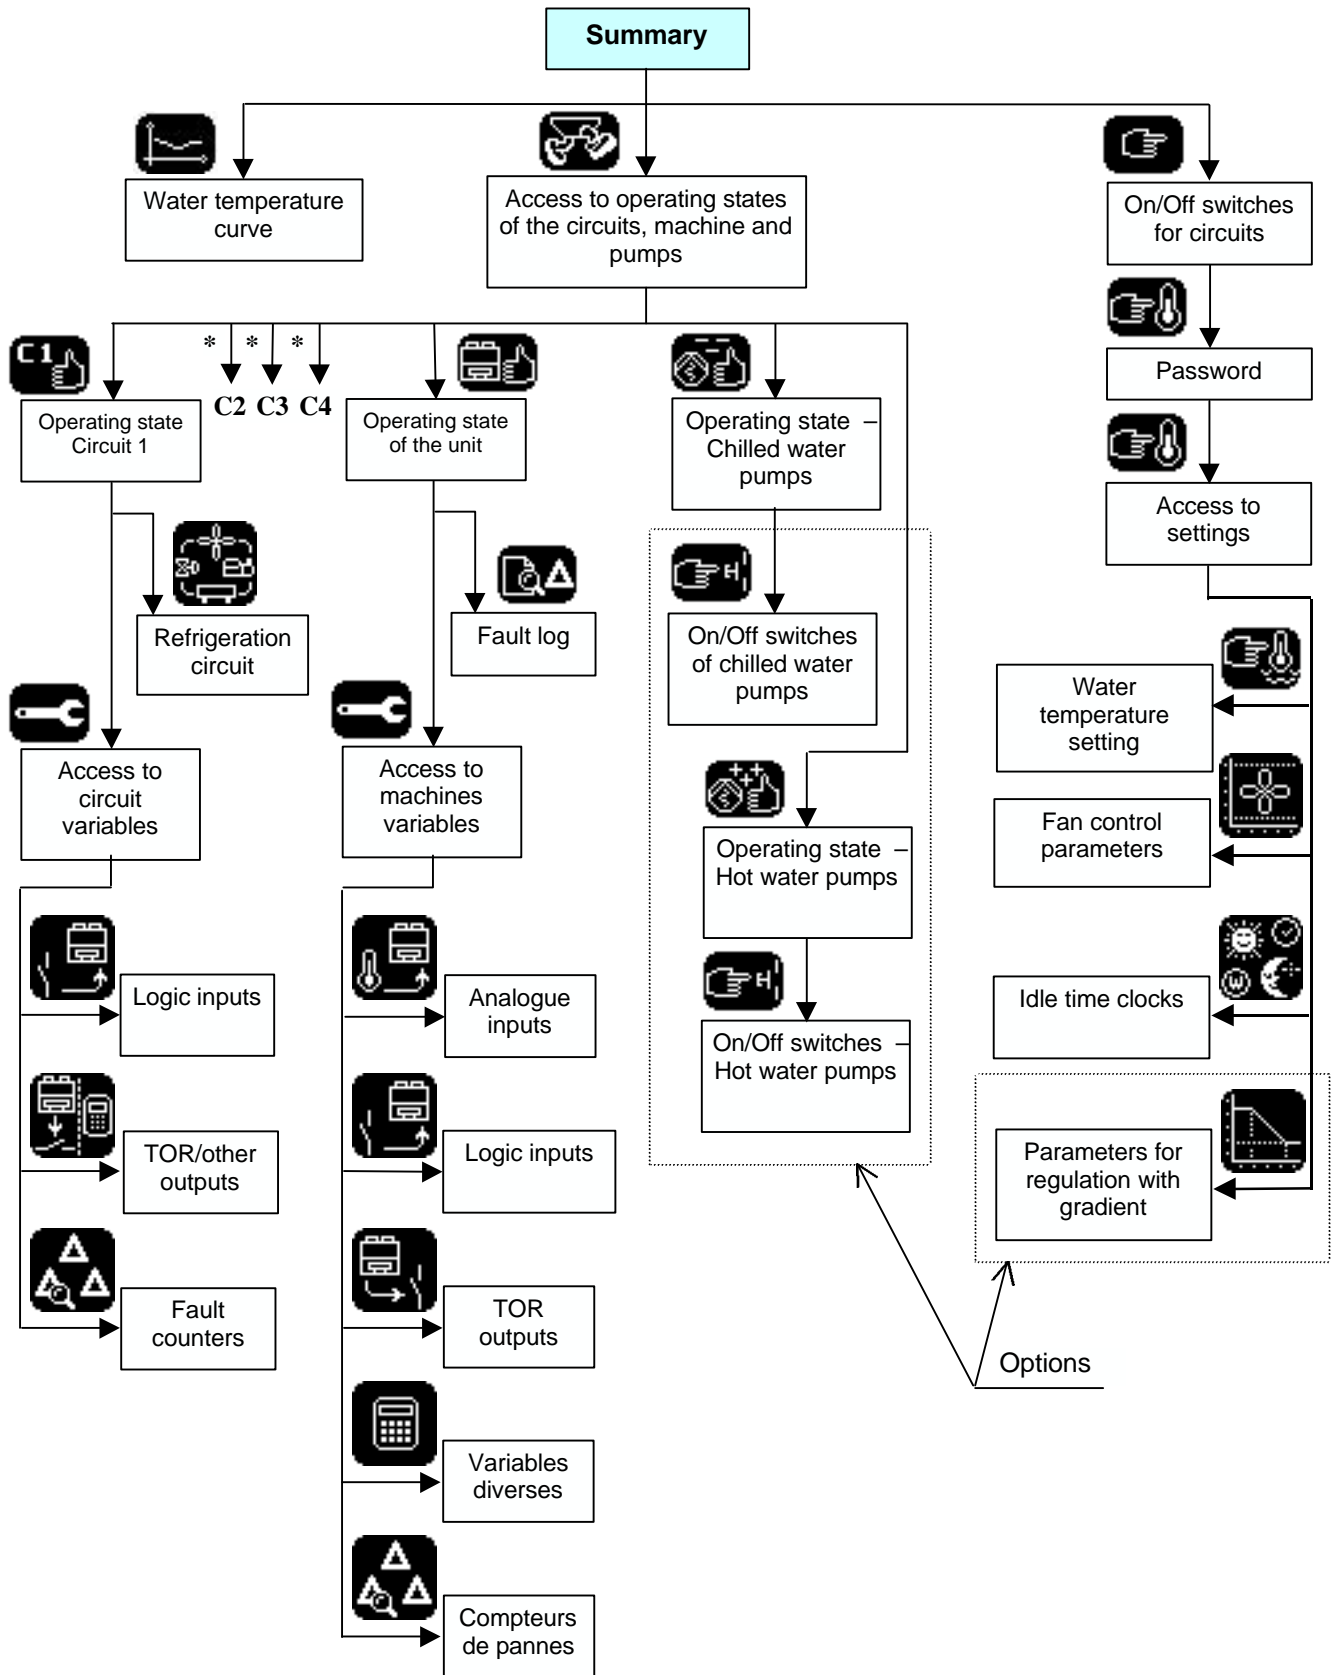 Summary
Water temperature
curve
Access to operating states
of the circuits, machine and
pumps
On/Off switches
for circuits
Password
Access to
settings
C1
* * *
C2 C3 C4
Operating state
Circuit 1
Operating state
of the unit
Operating state –
Chilled water
pumps
Refrigeration
circuit
Fault log
On/Off switches
of chilled water
pumps
Water
temperature
setting
Access to
circuit
variables
Access to
machines
variables
Fan control
parameters
Operating state –
Hot water pumps
Logic inputs
Analogue
inputs
Idle time clocks
W
On/Off switches –
Hot water pumps
TOR/other
outputs
Logic inputs
Parameters for
regulation with
gradient
Fault
counters
TOR
outputs
Options
Variables
diverses
Compteurs
de pannes